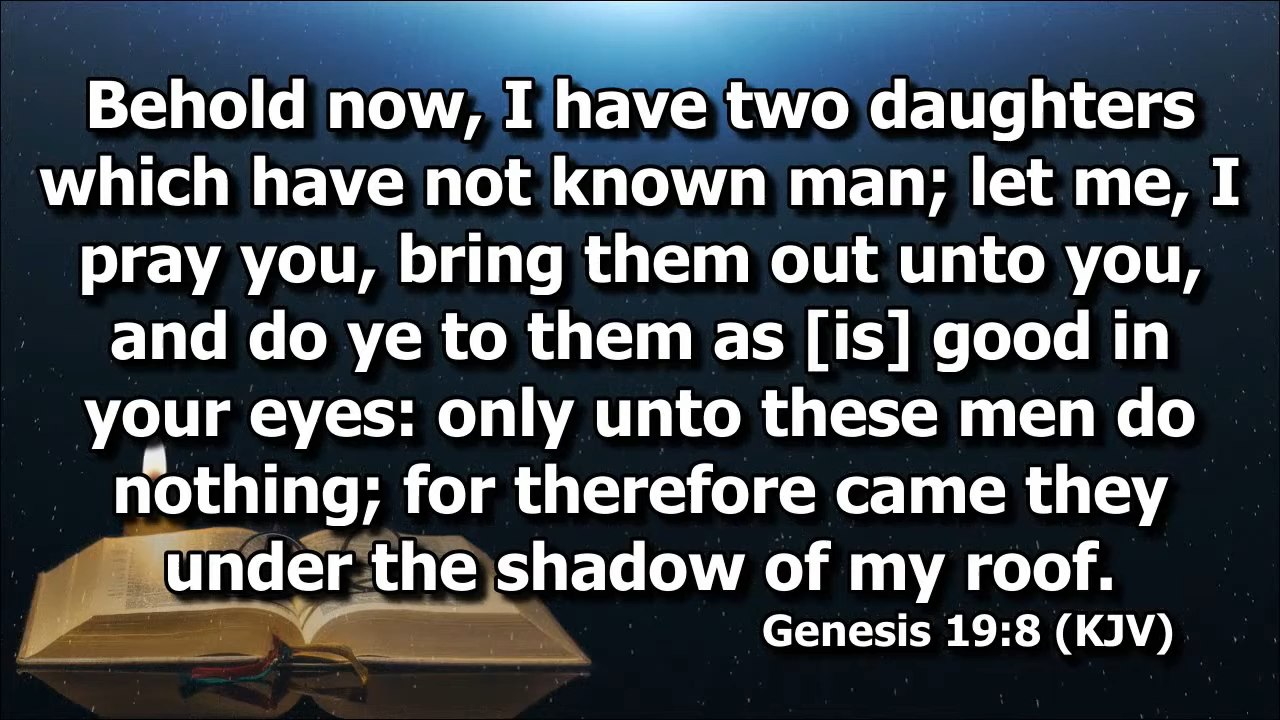 Behold now, I have two daughters
which have not known man; let me, I
pray you, bring them out unto you,
and do ye to them as [is] good in
your eyes: only unto these men do
nothing; for therefore came they
under the shadow of my roof.
Genesis 19:8 (KJV)